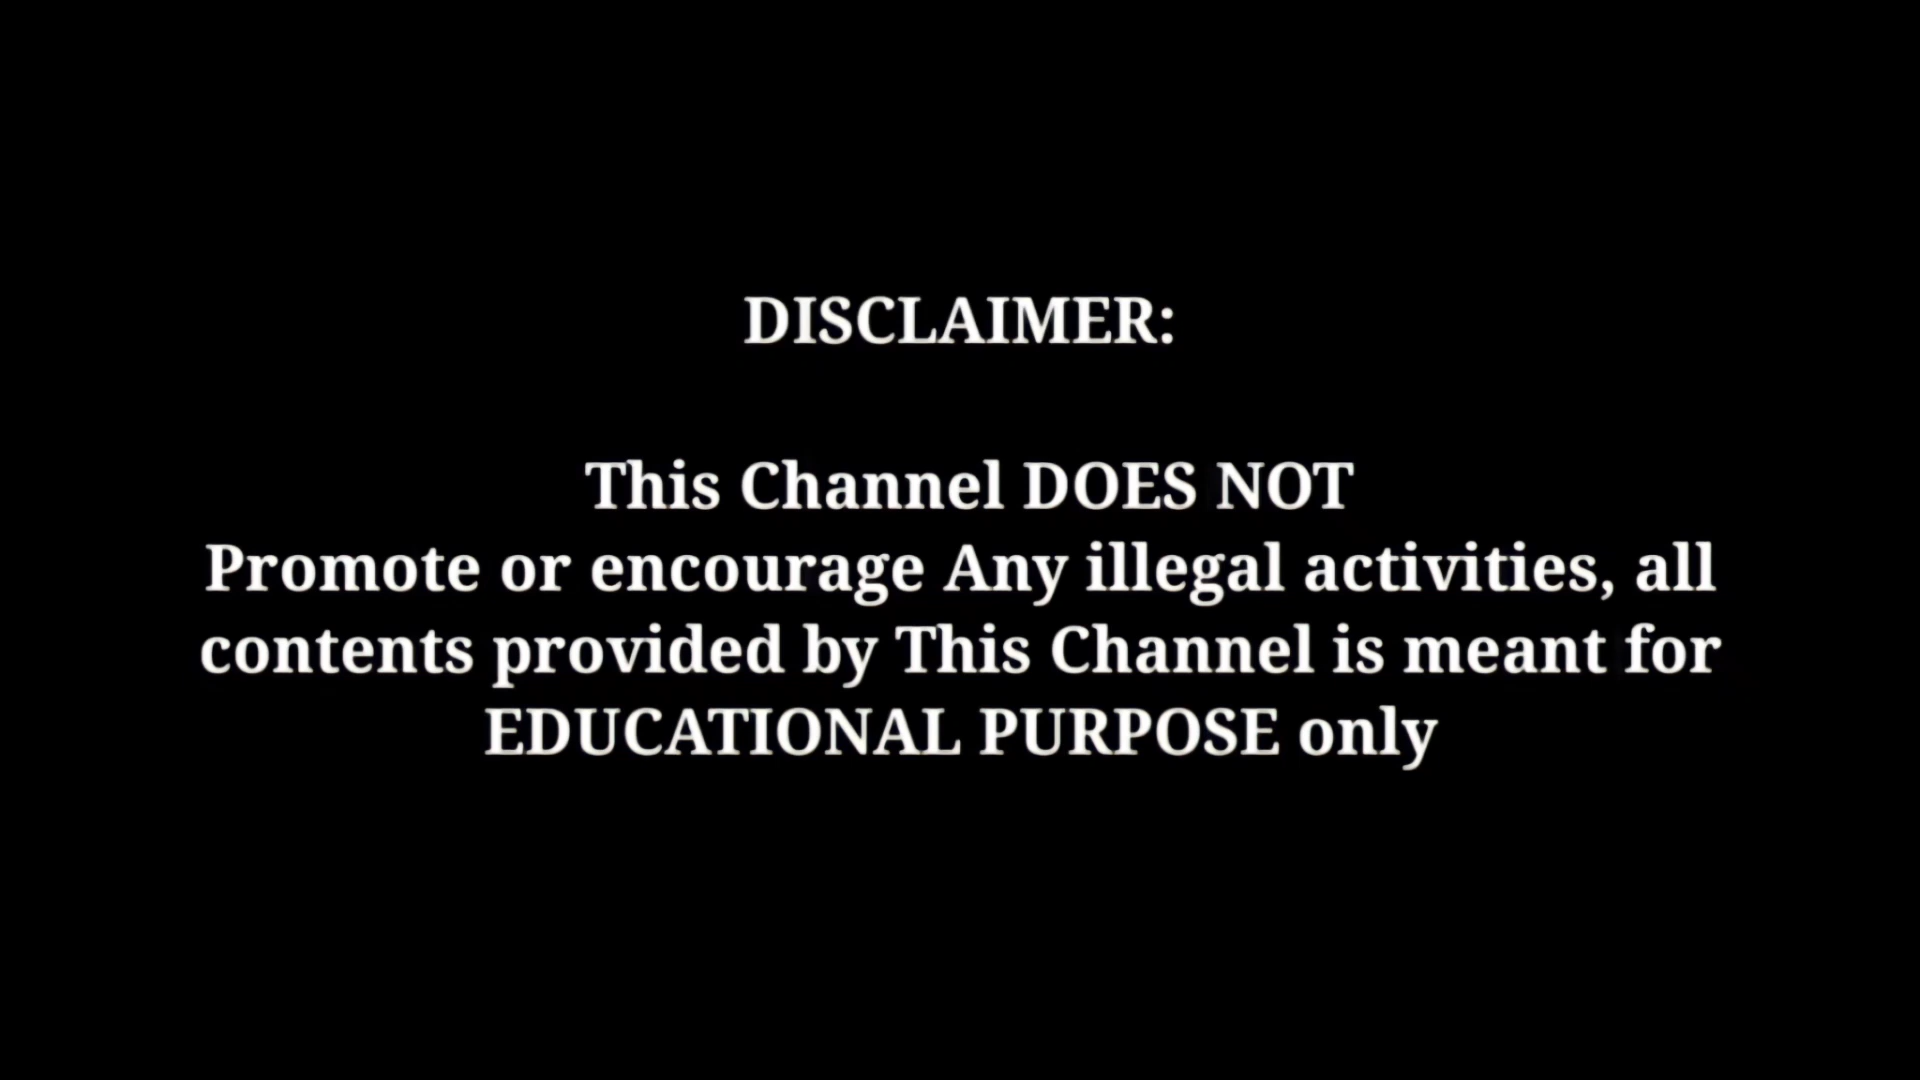 DISCLAIMER:
This Channel DOES NOT
Promote or encourage Any illegal activities, all
contents provided by This Channel is meant for
EDUCATIONAL PURPOSE only